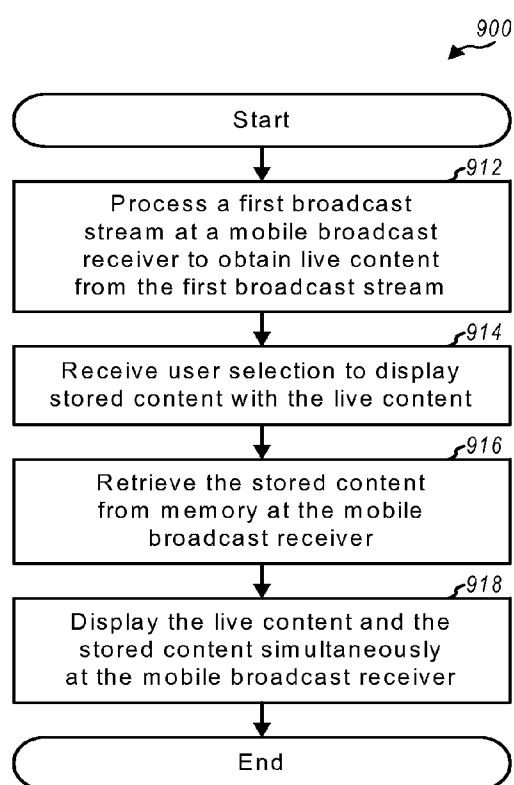 900
Start
912
Process a first broadcast
stream at a mobile broadcast
receiver to obtain live content
from the first broadcast stream
914
Receive user selection to display
stored content with the live content
916
Retrieve the stored content
from memory at the mobile
broadcast receiver
918
Display the live content and the
stored content simultaneously
at the mobile broadcast receiver
End